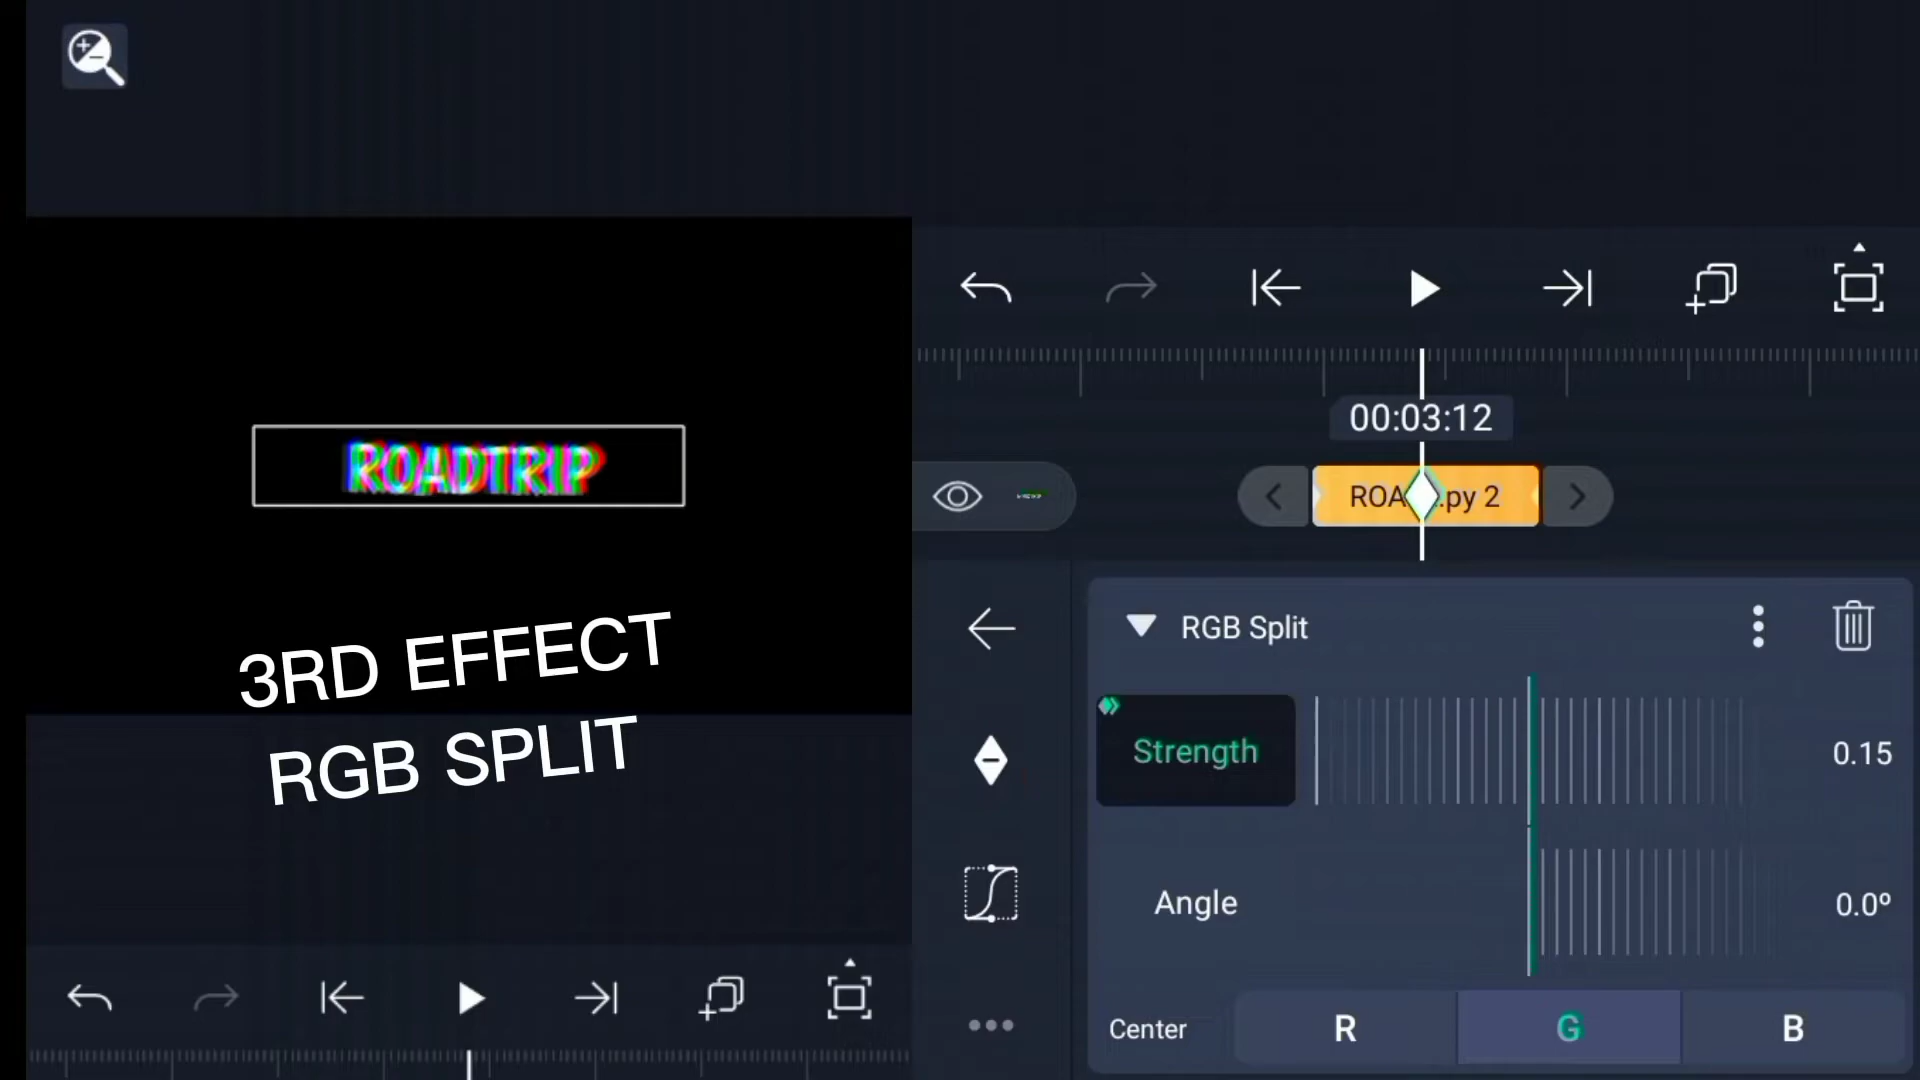 ROADTRIP
3RD EFFECT
RGB SPLIT
00:03:12
ROA py 2
RGB Split
Strength
0.15
Angle
0.0º
Center
R
G
B